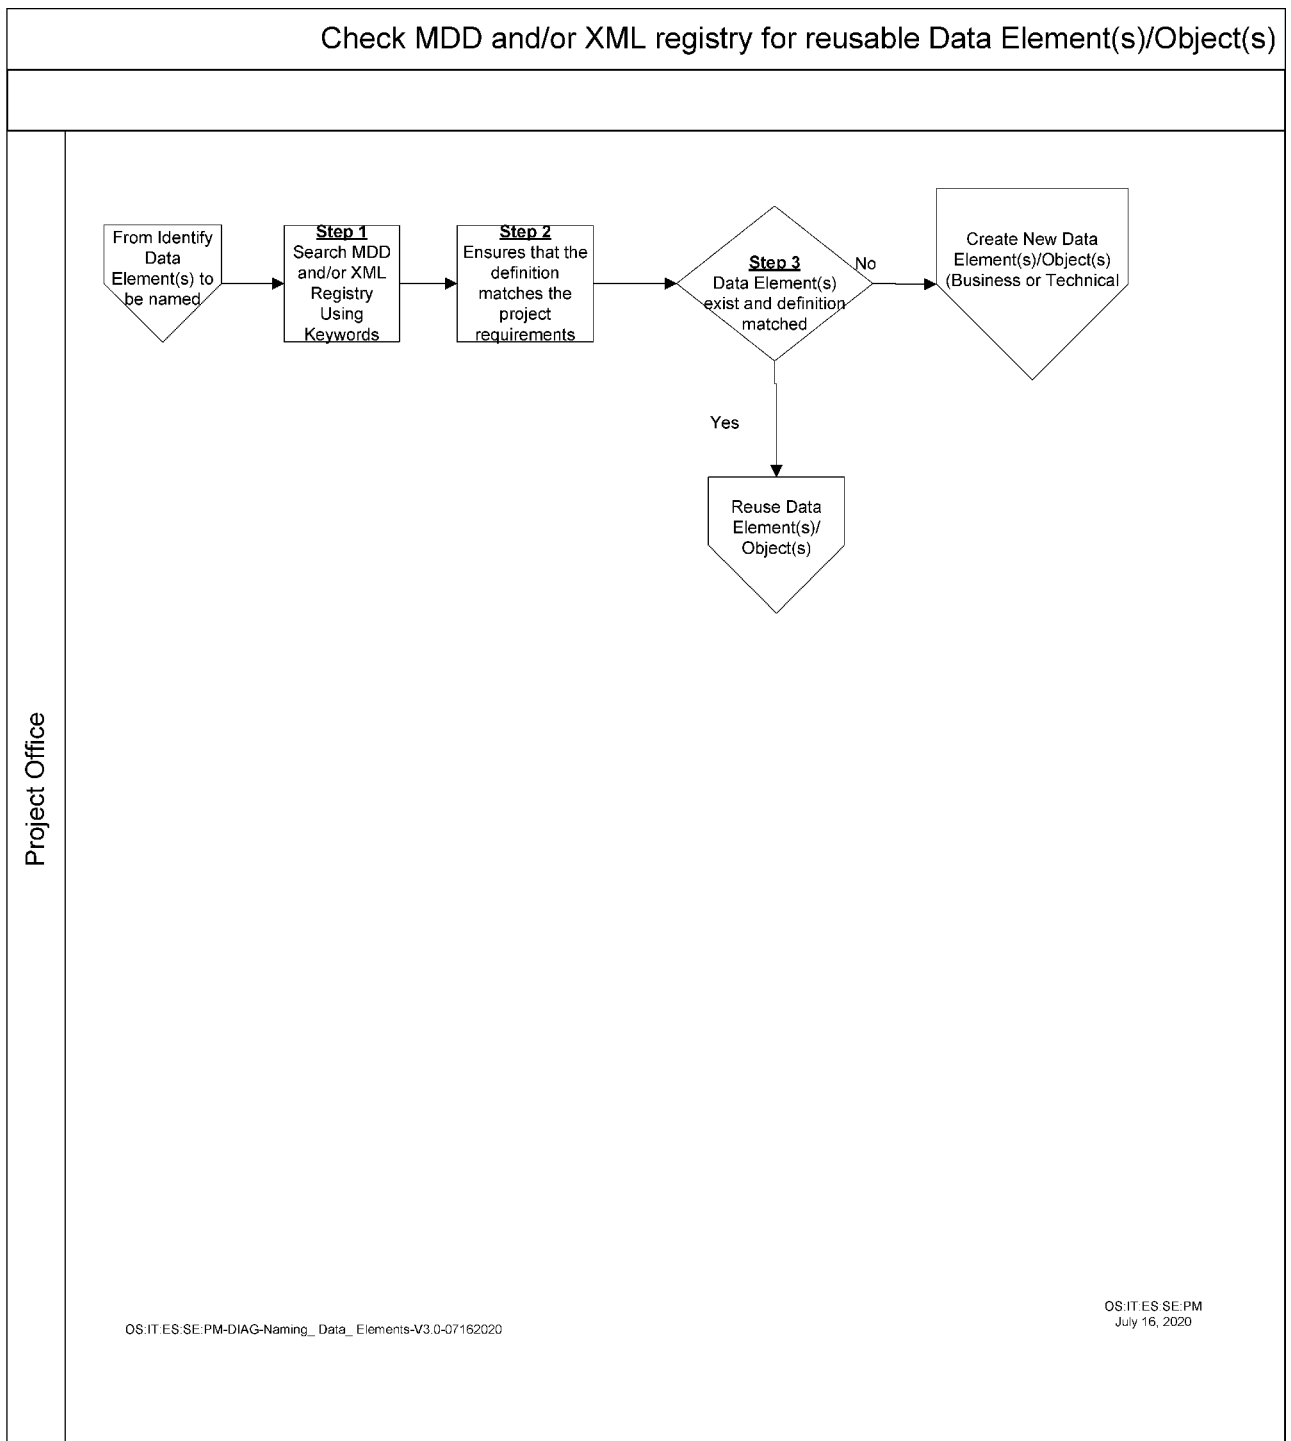 Check MDD and/or XML registry for reusable Data Element(s)/Object(s)
From Identify
Data
Element(s) to
be named
Step 1
Search MDD
and/or XML
Registry
Using
Keywords
Step 2
Ensures that the
definition
matches the
project
requirements
Step 3
Data Element(s)
exist and definition
matched
No
Create New Data
Element(s)/Object(s)
(Business or Technical
Yes
Reuse Data
Element(s)/
Object(s)
Project Office
OS:IT:ES:SE:PM-DIAG-Naming_ Data_ Elements-V3.0-07162020
OS:IT:ES:SE:PM
July 16, 2020